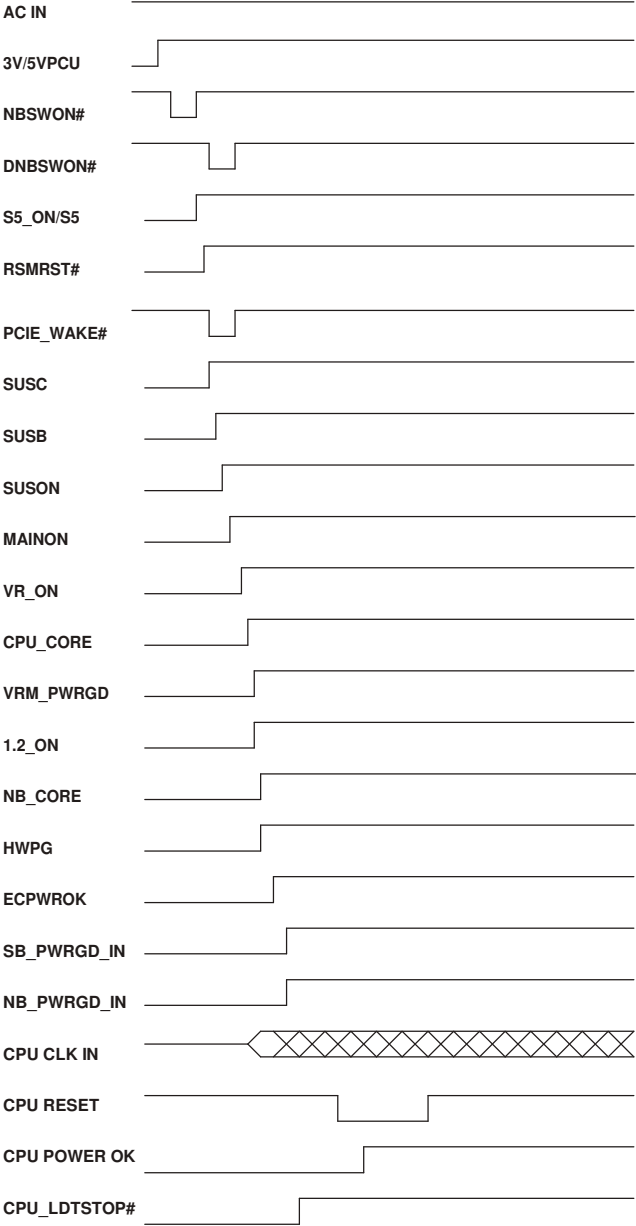 AC IN
3V/5VPCU
NBSWON#
DNBSWON#
S5_ON/S5
RSMRST#
PCIE_WAKE#
SUSC
SUSB
SUSON
MAINON
VR_ON
CPU_CORE
VRM_PWRGD
1.2_ON
NB_CORE
HWPG
ECPWROK
SB_PWRGD_IN
NB_PWRGD_IN
CPU CLK IN
CPU RESET
CPU POWER OK
CPU_LDTSTOP#